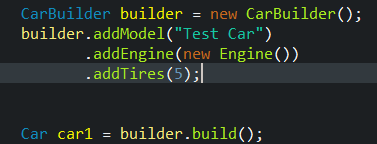 CarBuilder builder = new CarBuilder();
builder.addModel("Test Car")
.addEngine(new Engine())
.addTires(5);
Car car1 = builder.build();